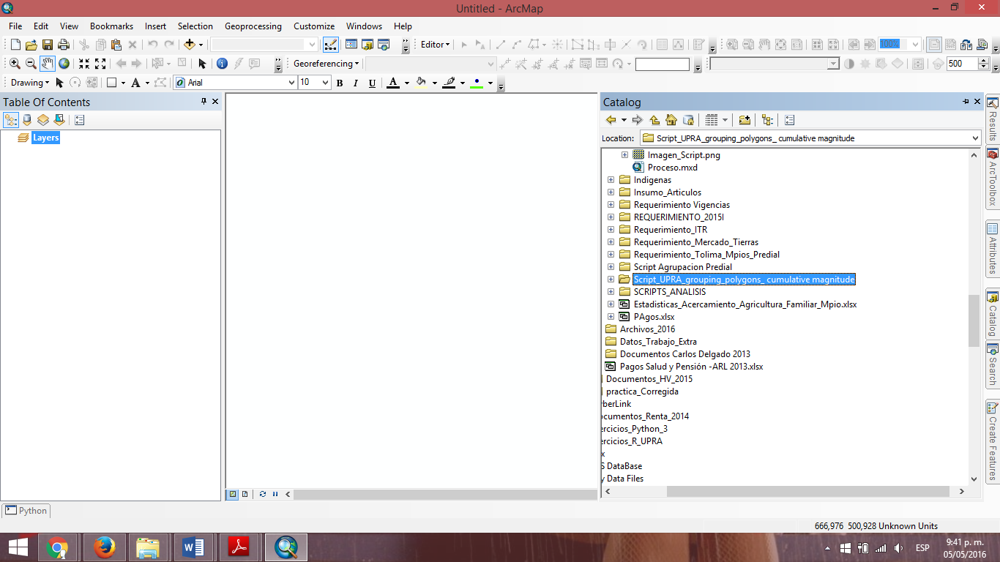 Untitled - ArcMap
File Edit View Bookmarks Insert Selection Geoprocessing Customize Windows Help
Editor
100%
Georeferencing
500
Drawing
A
Arial
10
B I U A
Table Of Contents
Layers
Catalog
Location: Script_UPRA_grouping_polygons_ cumulative magnitude
Imagen_Script.png
Proceso.mxd
Indigenas
Insumo_Articulos
Requerimiento Vigencias
REQUERIMIENTO_2015I
Requerimiento_ITR
Requerimiento_Mercado_Tierras
Requerimiento_Tolima_Mpios_Predial
Script Agrupacion Predial
Script_UPRA_grouping_polygons_ cumulative magnitude
SCRIPTS_ANALISIS
Estadisticas_Acercamiento_Agricultura_Familiar_Mpio.xlsx
PAgos.xlsx
Archivos_2016
Datos_Trabajo_Extra
Documentos Carlos Delgado 2013
Pagos Salud y Pensión -ARL 2013.xlsx
Documentos_HV_2015
practica_Corregida
yberLink
ocumentos_Renta_2014
ercicios_Python_3
ercicios_R_UPRA
x
S DataBase
y Data Files
Results
ArcToolbox
Attributes
Catalog
Search
Create Features
Python
666,976 500,928 Unknown Units
ESP
9:41 p. m.
05/05/2016